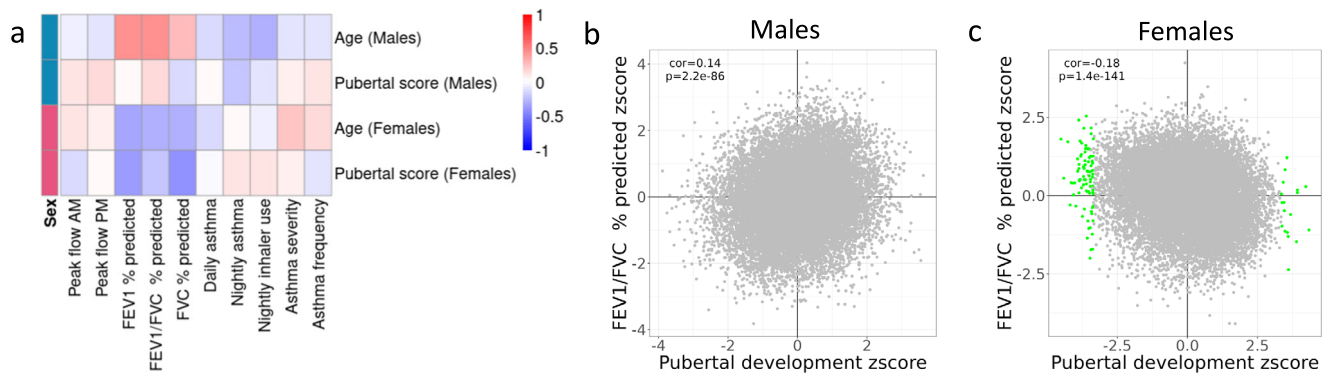 a
1
0.5
0
-0.5
-1
Age (Males)
Pubertal score (Males)
Age (Females)
Pubertal score (Females)
Sex
Peak flow AM
Peak flow PM
FEV1 % predicted
FEV1/FVC % predicted
FVC % predicted
Daily asthma
Nightly asthma
Nightly inhaler use
Asthma severity
Asthma frequency
b
Males
cor=0.14
p=2.2e-86
FEV1/FVC % predicted zscore
4
2
0
-2
-4
-4 -2 0 2
Pubertal development zscore
c
Females
cor=-0.18
p=1.4e-141
FEV1/FVC % predicted zscore
2.5
0.0
-2.5
-2.5 0.0 2.5
Pubertal development zscore